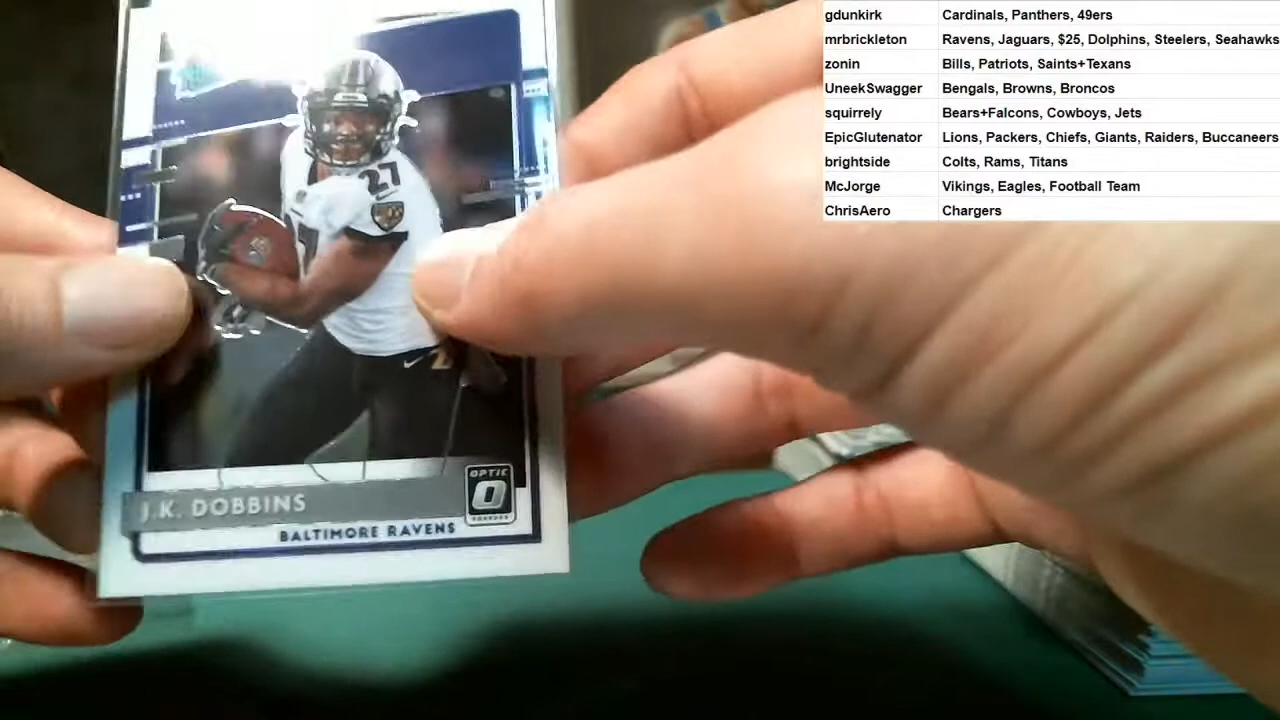 gdunkirk Cardinals, Panthers, 49ers
mrbrickleton Ravens, Jaguars, $25, Dolphins, Steelers, Seahawks
zonin Bills, Patriots, Saints+Texans
UneekSwagger Bengals, Browns, Broncos
squirrely Bears+Falcons, Cowboys, Jets
EpicGlutenator Lions, Packers, Chiefs, Giants, Raiders, Buccaneers
brightside Colts, Rams, Titans
McJorge Vikings, Eagles, Football Team
ChrisAero Chargers
27
OPTIC
J.K. DOBBINS
BALTIMORE RAVENS